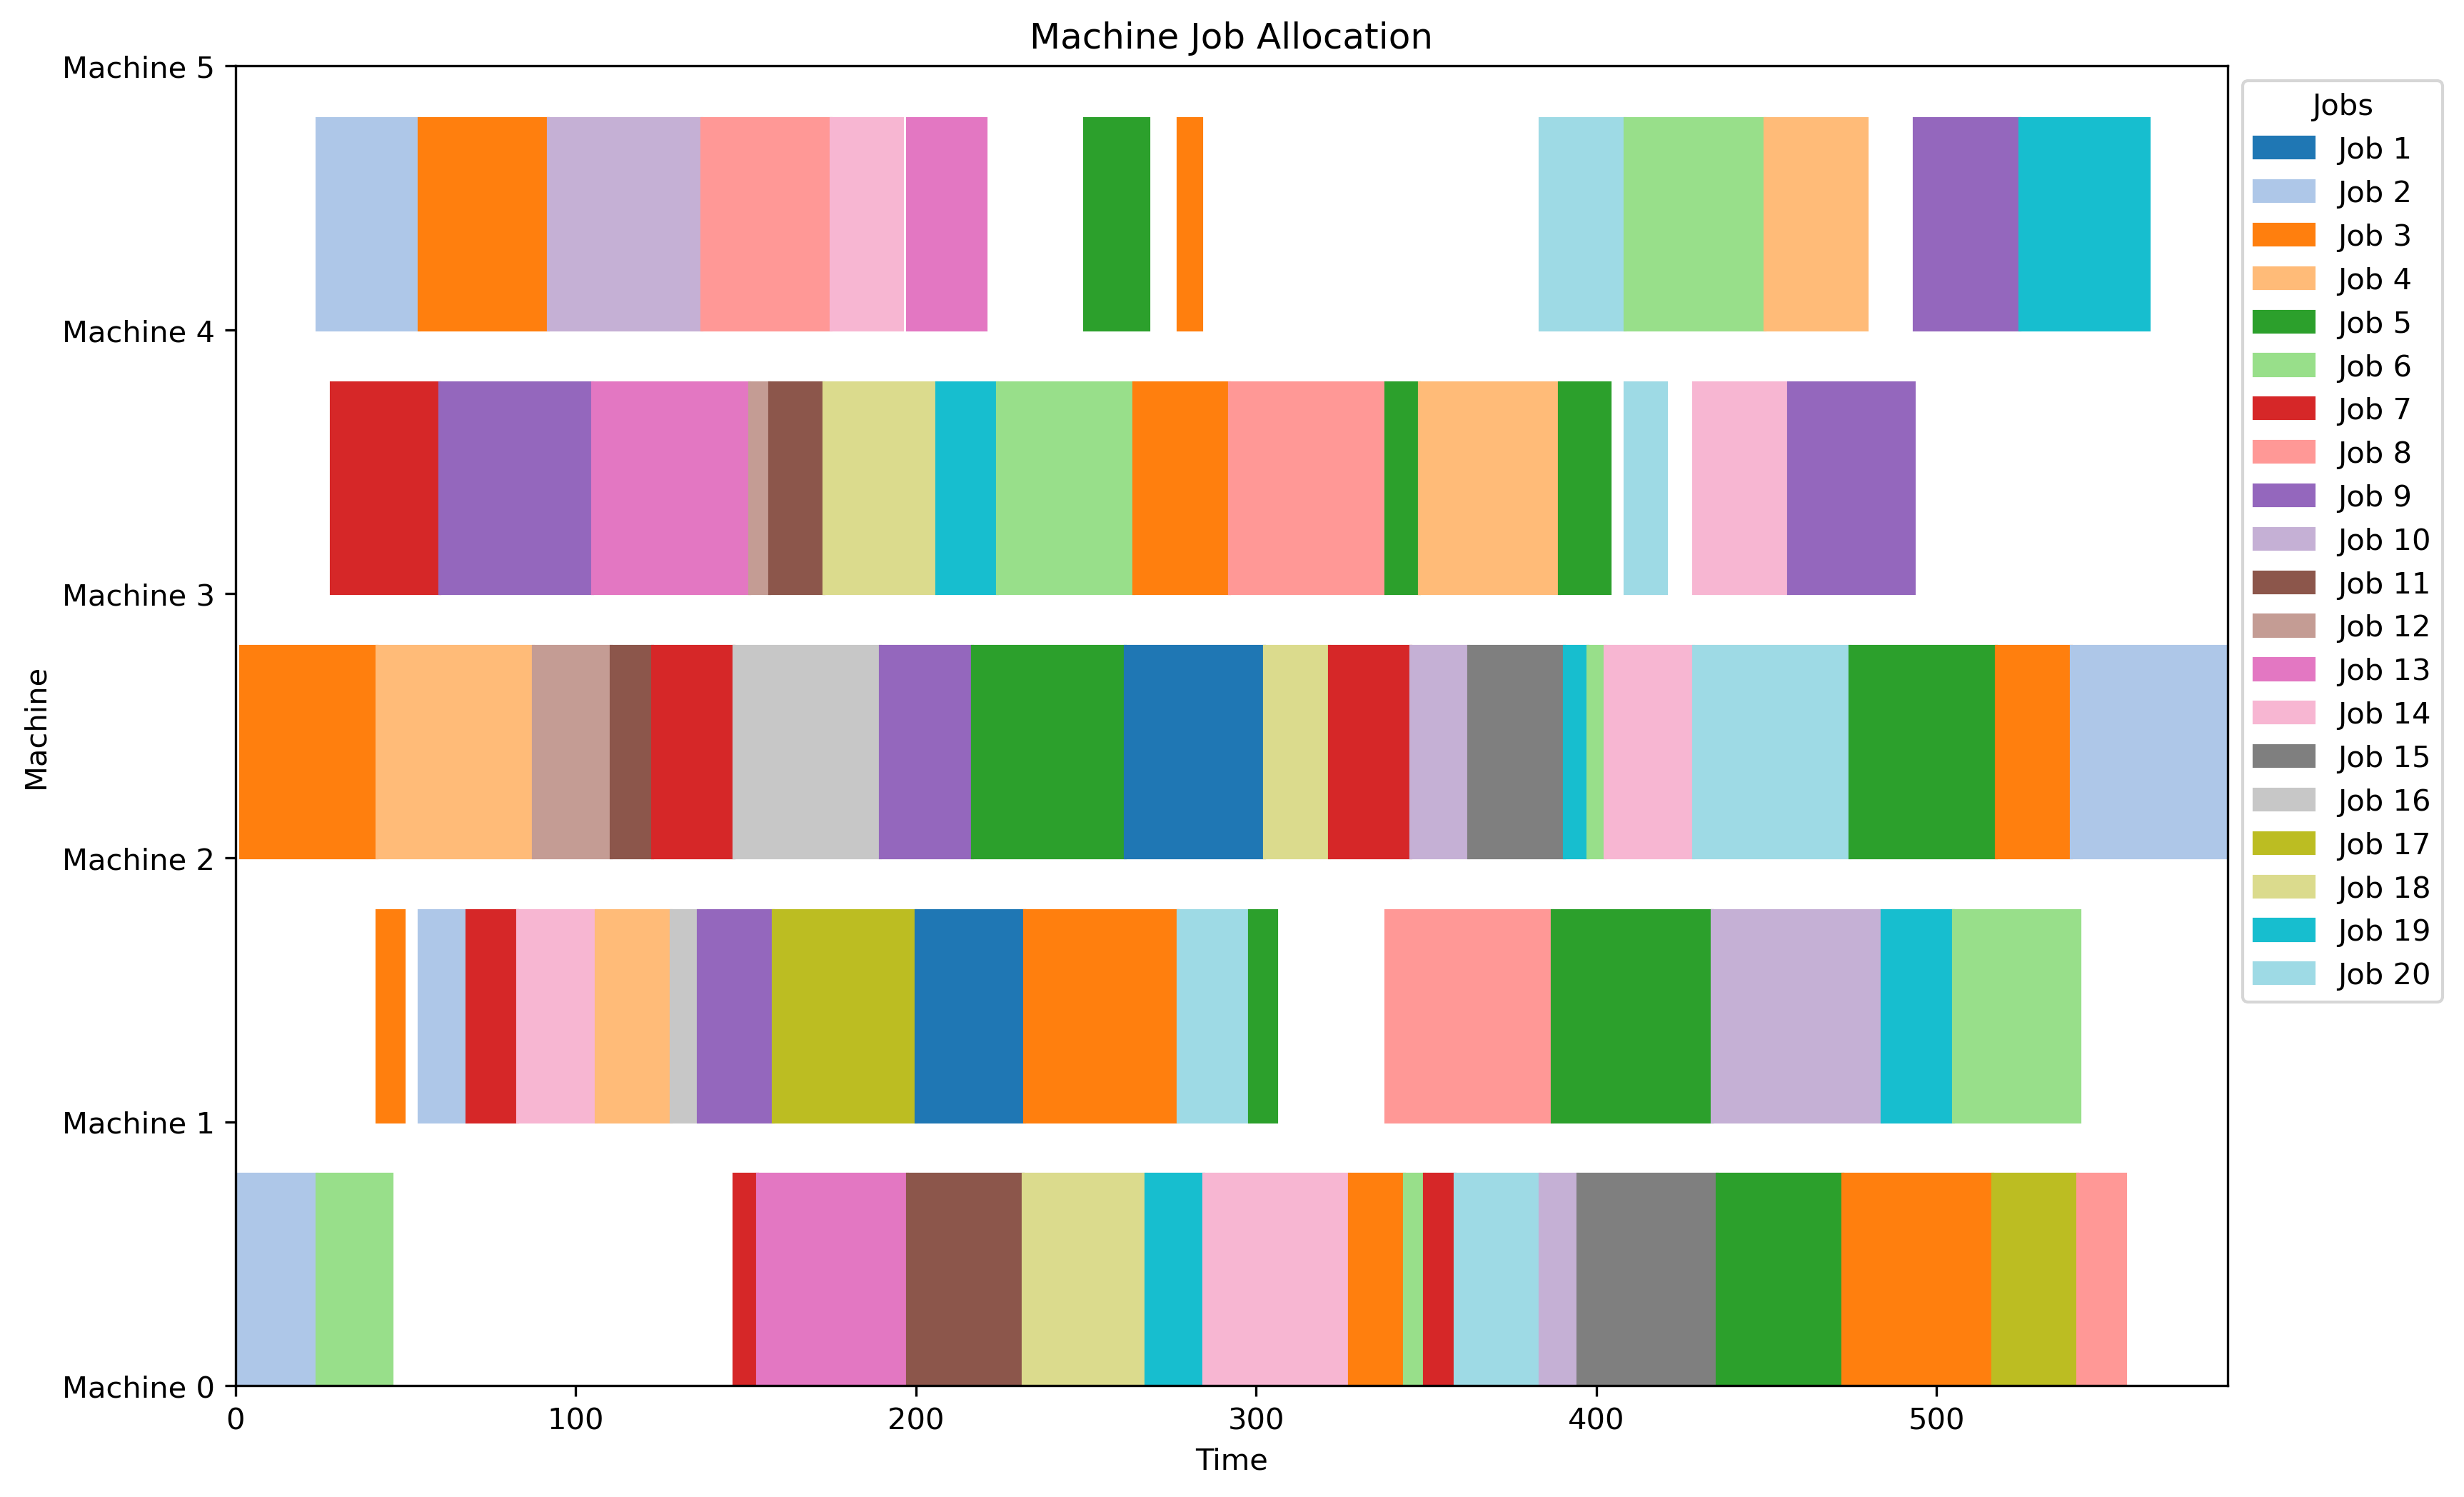 Machine Job Allocation
Machine 5
Machine 4
Machine 3
Machine 2
Machine 1
Machine 0
Machine
0 100 200 300 400 500
Time
Jobs
Job 1
Job 2
Job 3
Job 4
Job 5
Job 6
Job 7
Job 8
Job 9
Job 10
Job 11
Job 12
Job 13
Job 14
Job 15
Job 16
Job 17
Job 18
Job 19
Job 20